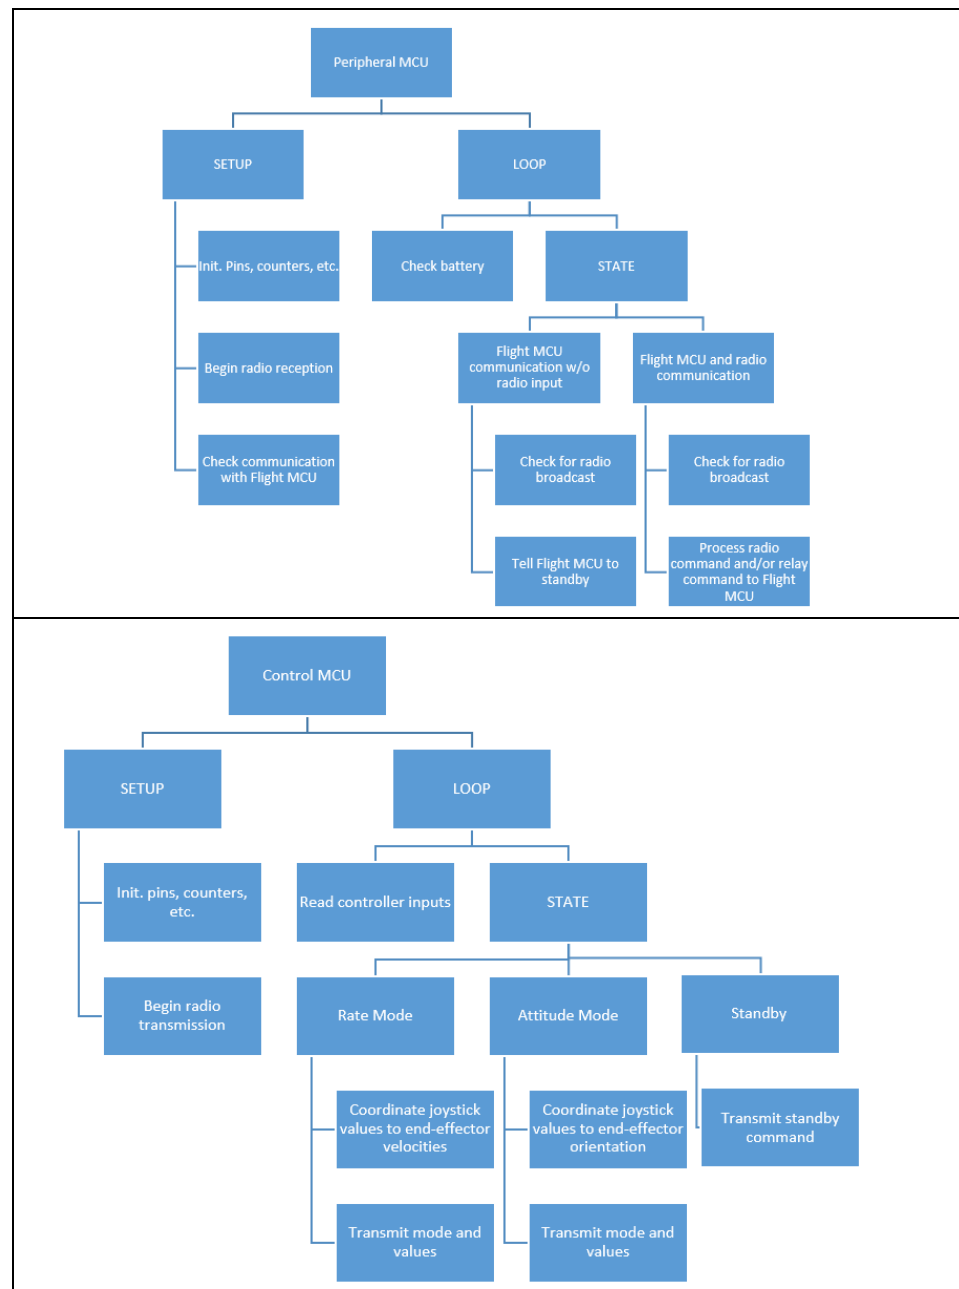 Peripheral MCU
SETUP
LOOP
Init. Pins, counters, etc.
Check battery
STATE
Begin radio reception
Flight MCU
communication w/o
radio input
Flight MCU and radio
communication
Check communication
with Flight MCU
Check for radio
broadcast
Check for radio
broadcast
Tell Flight MCU to
standby
Process radio
command and/or relay
command to Flight
MCU
Control MCU
SETUP
LOOP
Init. pins, counters,
etc.
Read controller inputs
STATE
Begin radio
transmission
Rate Mode
Attitude Mode
Standby
Coordinate joystick
values to end-effector
velocities
Coordinate joystick
values to end-effector
orientation
Transmit standby
command
Transmit mode and
values
Transmit mode and
values